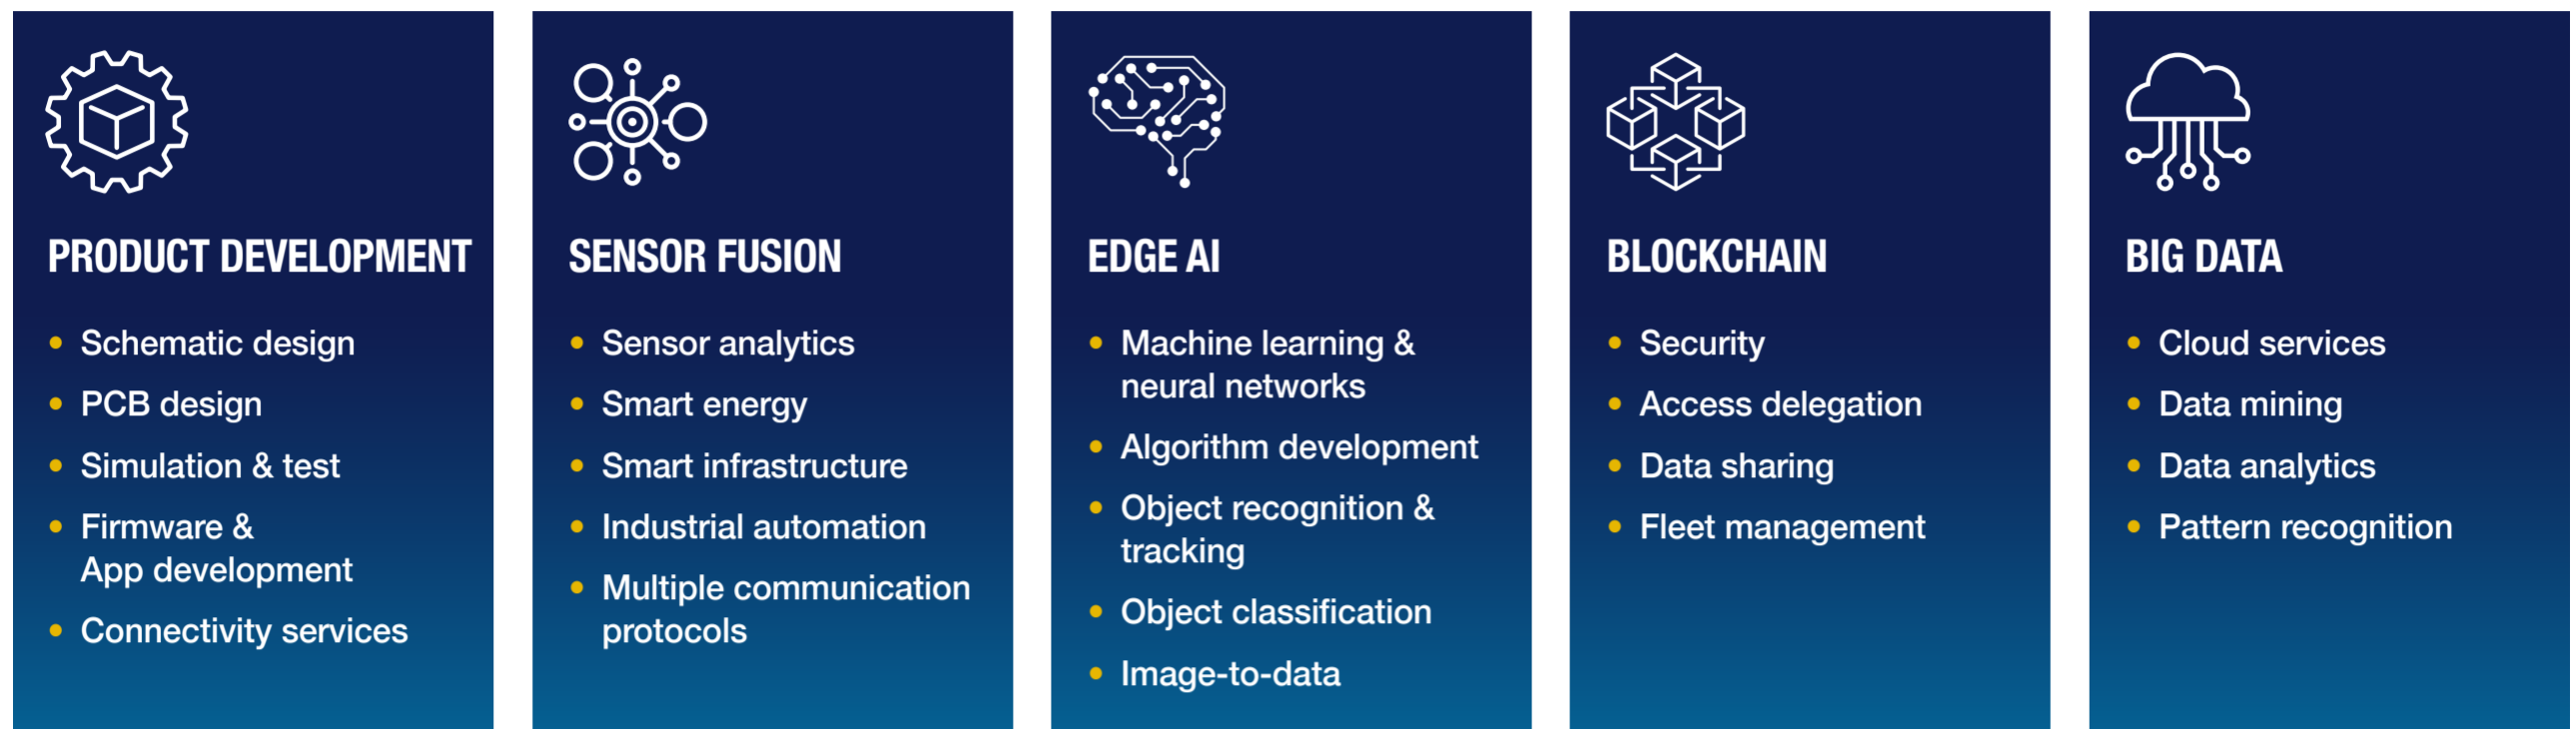 PRODUCT DEVELOPMENT
• Schematic design
• PCB design
• Simulation & test
• Firmware &
App development
• Connectivity services
SENSOR FUSION
• Sensor analytics
• Smart energy
• Smart infrastructure
• Industrial automation
• Multiple communication
protocols
EDGE AI
• Machine learning &
neural networks
• Algorithm development
• Object recognition &
tracking
• Object classification
• Image-to-data
BLOCKCHAIN
• Security
• Access delegation
• Data sharing
• Fleet management
BIG DATA
• Cloud services
• Data mining
• Data analytics
• Pattern recognition